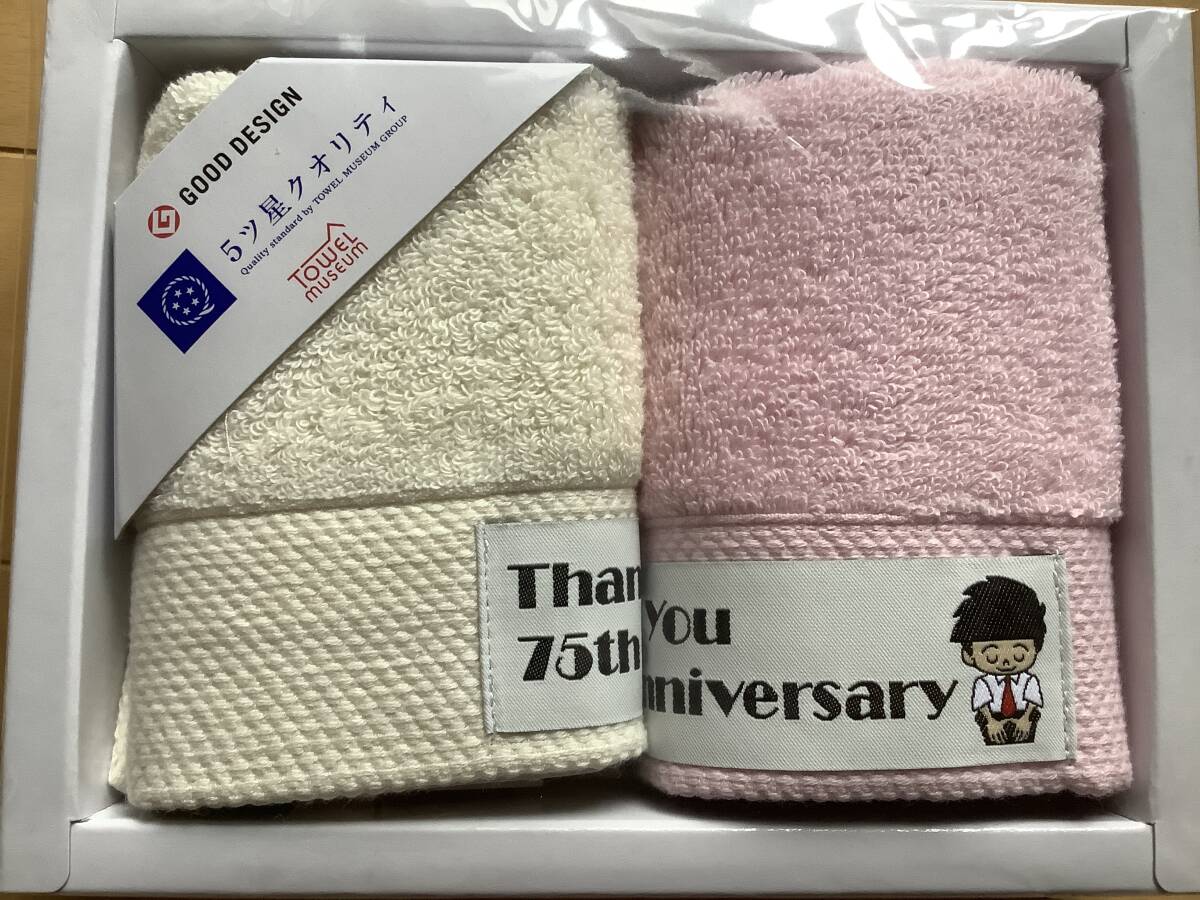 GOOD DESIGN
5ツ星クオリティ
Quality standard by TOWEL MUSEUM GROUP
TOWEL
MUSEUM
Than You
75th nniversary